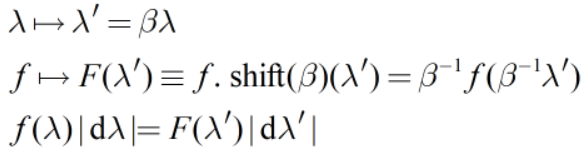 λ ↦ λ′ = βλ
f ↦ F(λ′) ≡ f. shift(β)(λ′) = β⁻¹f(β⁻¹λ′)
f(λ)|dλ|= F(λ′)|dλ′|